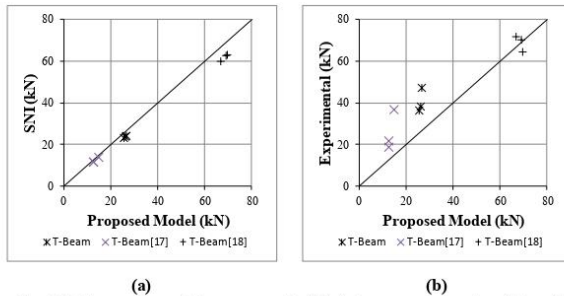 80
60
40
20
0
SNI (kN)
0 20 40 60 80
Proposed Model (kN)
T-Beam T-Beam[17] T-Beam[18]
(a)
80
60
40
20
0
Experimental (kN)
0 20 40 60 80
Proposed Model (kN)
T-Beam T-Beam[17] T-Beam[18]
(b)